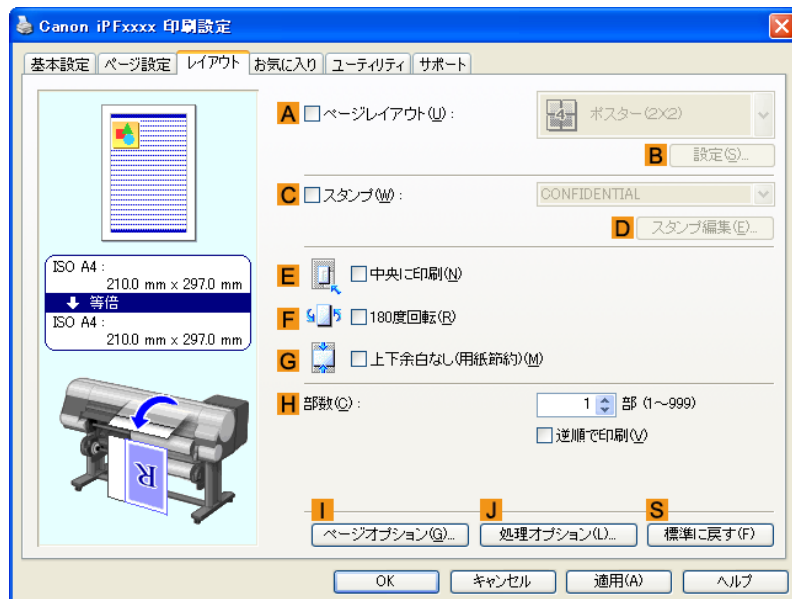 Canon iPFxxxx 印刷設定
基本設定 ページ設定 レイアウト お気に入り ユーティリティ サポート
A ページレイアウト(U) : 4 ポスター(2X2)
B 設定(S)...
C スタンプ(W) : CONFIDENTIAL
D スタンプ編集(E)...
ISO A4 :
210.0 mm x 297.0 mm
等倍
ISO A4 :
210.0 mm x 297.0 mm
E 中央に印刷(N)
F 180度回転(R)
G 上下余白なし(用紙節約)(M)
H 部数(C) : 1 部 (1～999)
逆順で印刷(V)
R
I J S
ページオプション(G)... 処理オプション(L)... 標準に戻す(F)
OK キャンセル 適用(A) ヘルプ